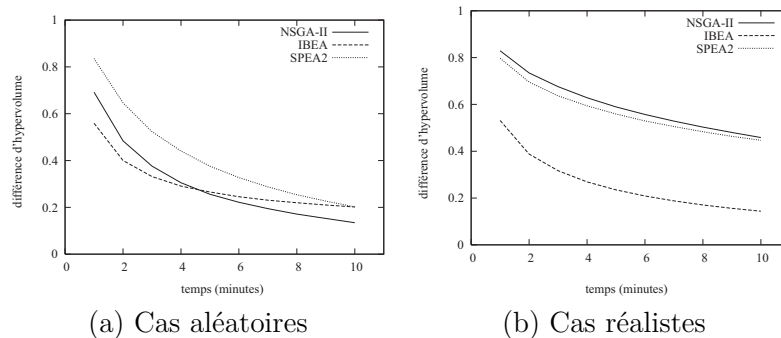 1
0.8
0.6
0.4
0.2
0
0 2 4 6 8 10
différence d'hypervolume
temps (minutes)
NSGA-II
IBEA
SPEA2
(a) Cas aléatoires
1
0.8
0.6
0.4
0.2
0
0 2 4 6 8 10
différence d'hypervolume
temps (minutes)
NSGA-II
IBEA
SPEA2
(b) Cas réalistes